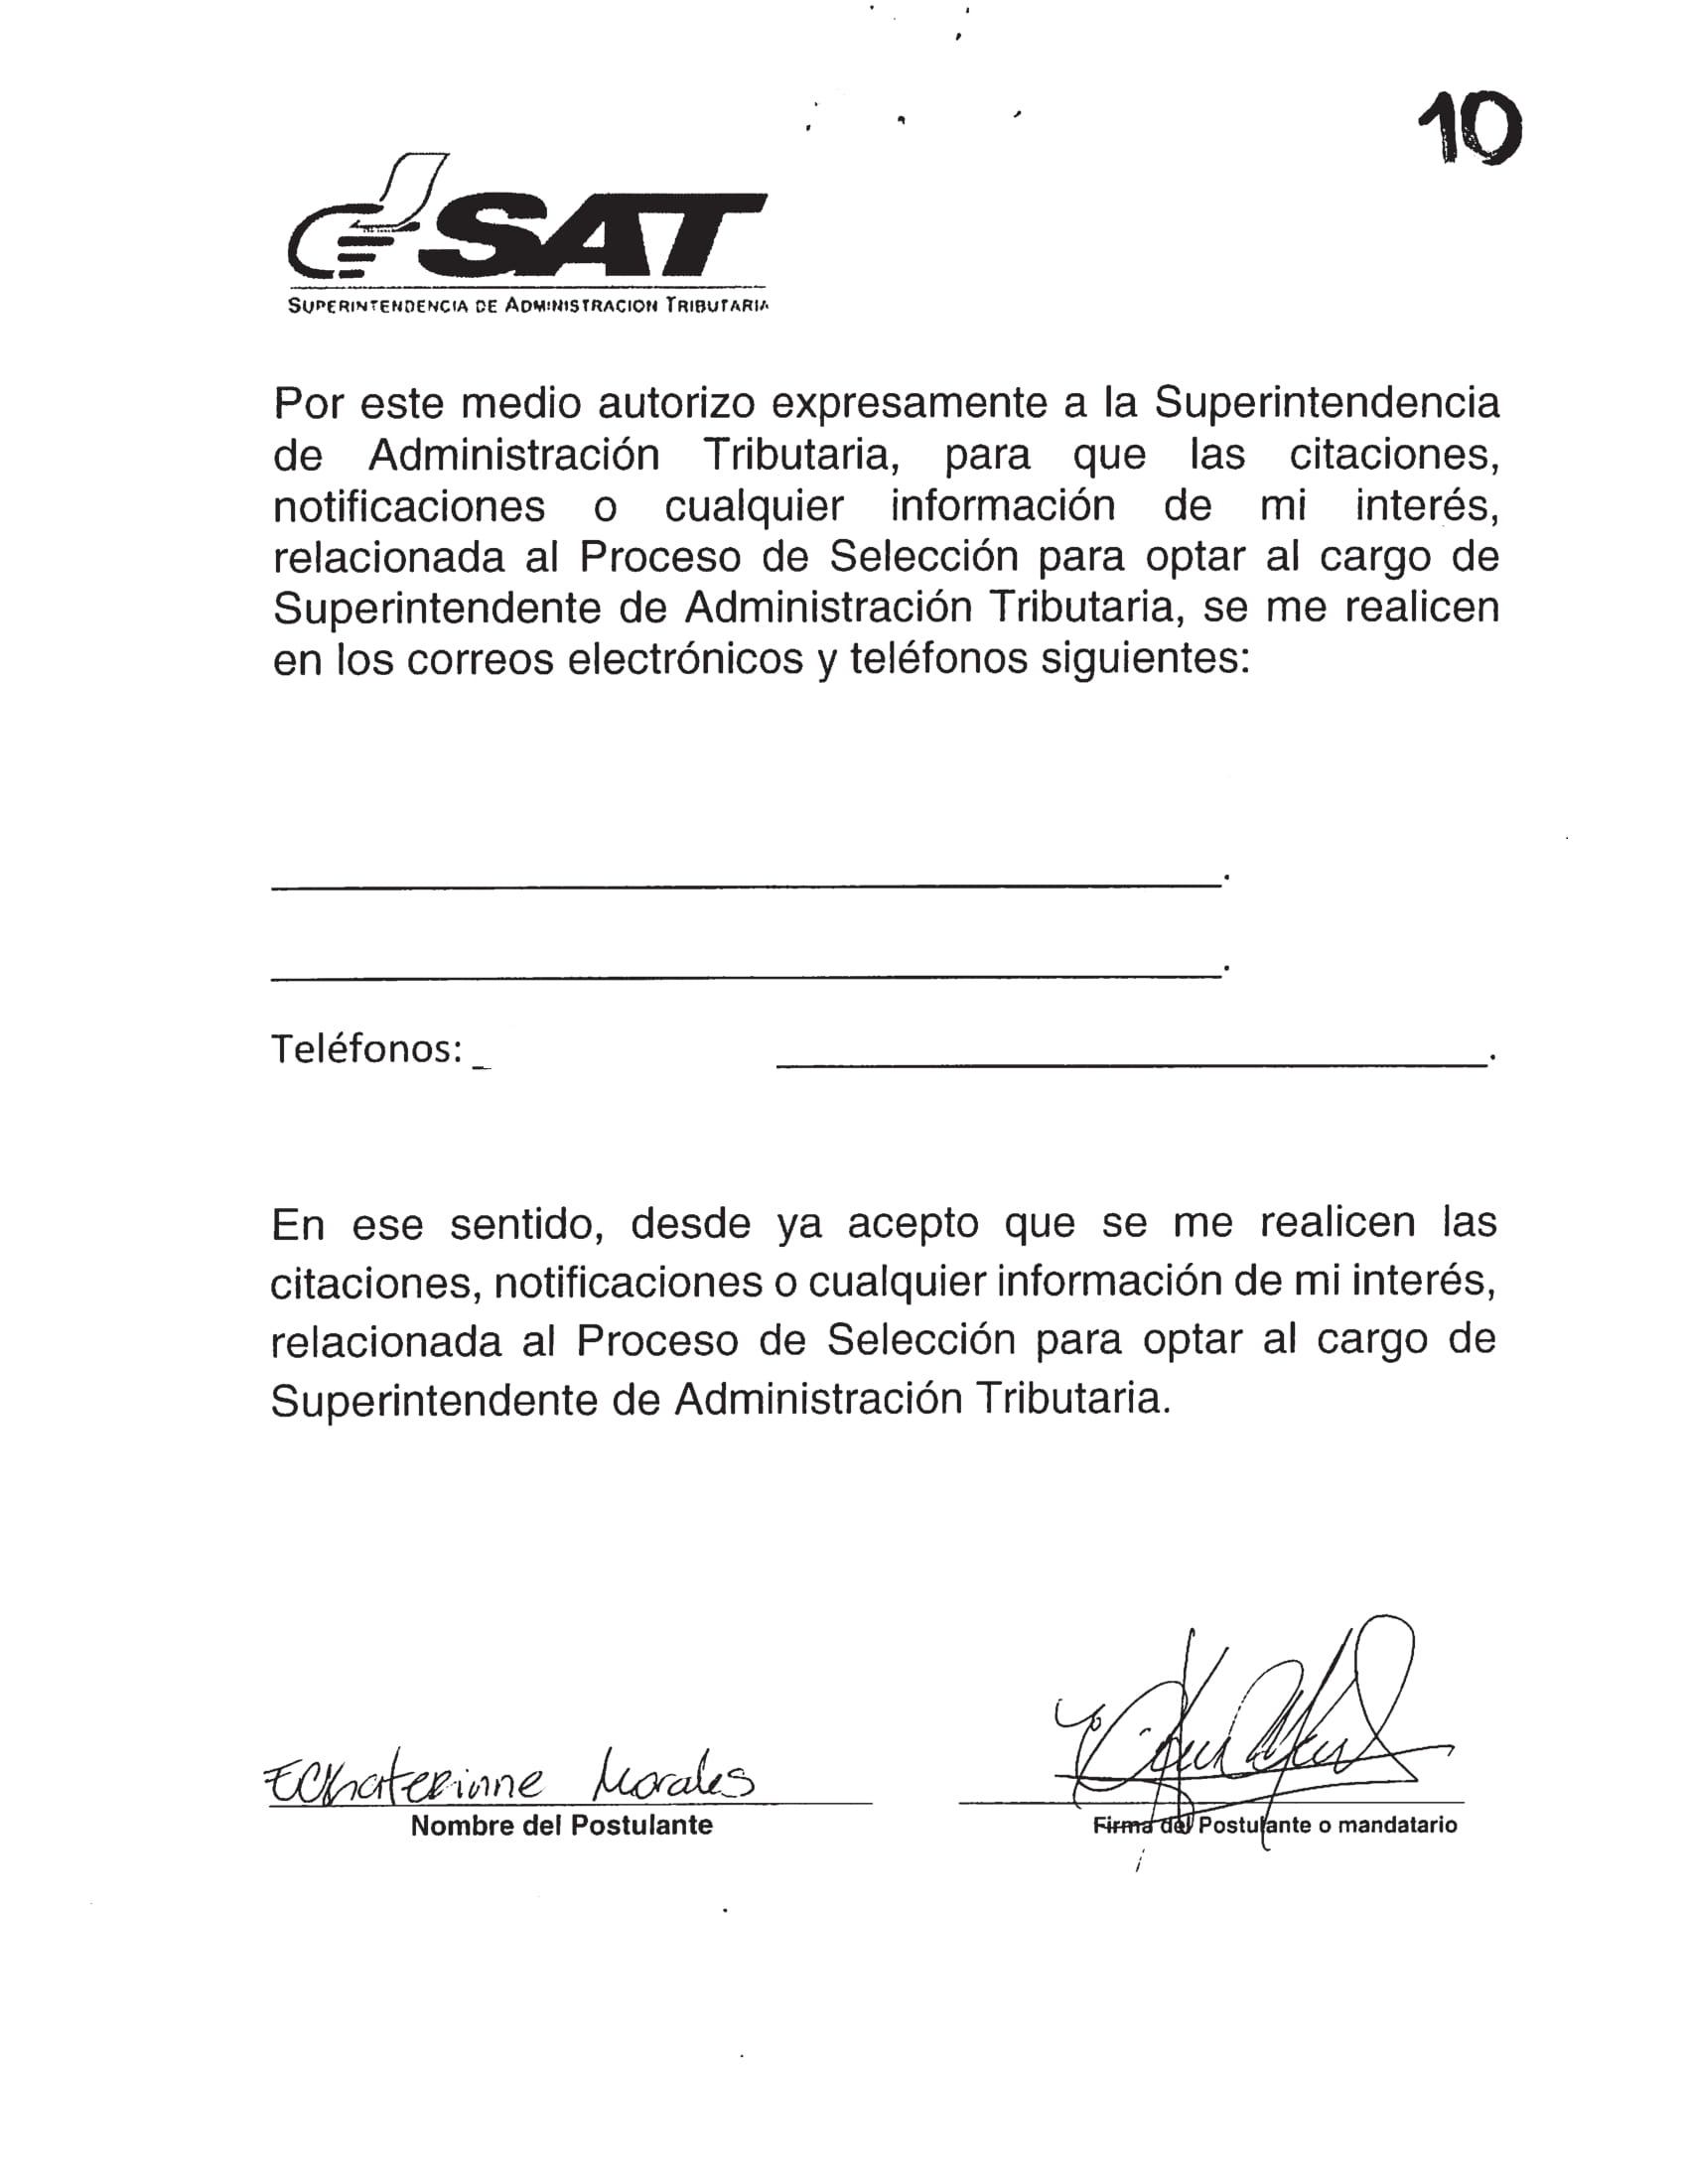 10
SAT
SUPERINTENDENCIA DE ADMINISTRACION TRIBUTARIA
Por este medio autorizo expresamente a la Superintendencia
de Administración Tributaria, para que las citaciones,
notificaciones o cualquier información de mi interés,
relacionada al Proceso de Selección para optar al cargo de
Superintendente de Administración Tributaria, se me realicen
en los correos electrónicos y teléfonos siguientes:
Teléfonos:
En ese sentido, desde ya acepto que se me realicen las
citaciones, notificaciones o cualquier información de mi interés,
relacionada al Proceso de Selección para optar al cargo de
Superintendente de Administración Tributaria.
Morales
Nombre del Postulante
Firma del Postulante o mandatario